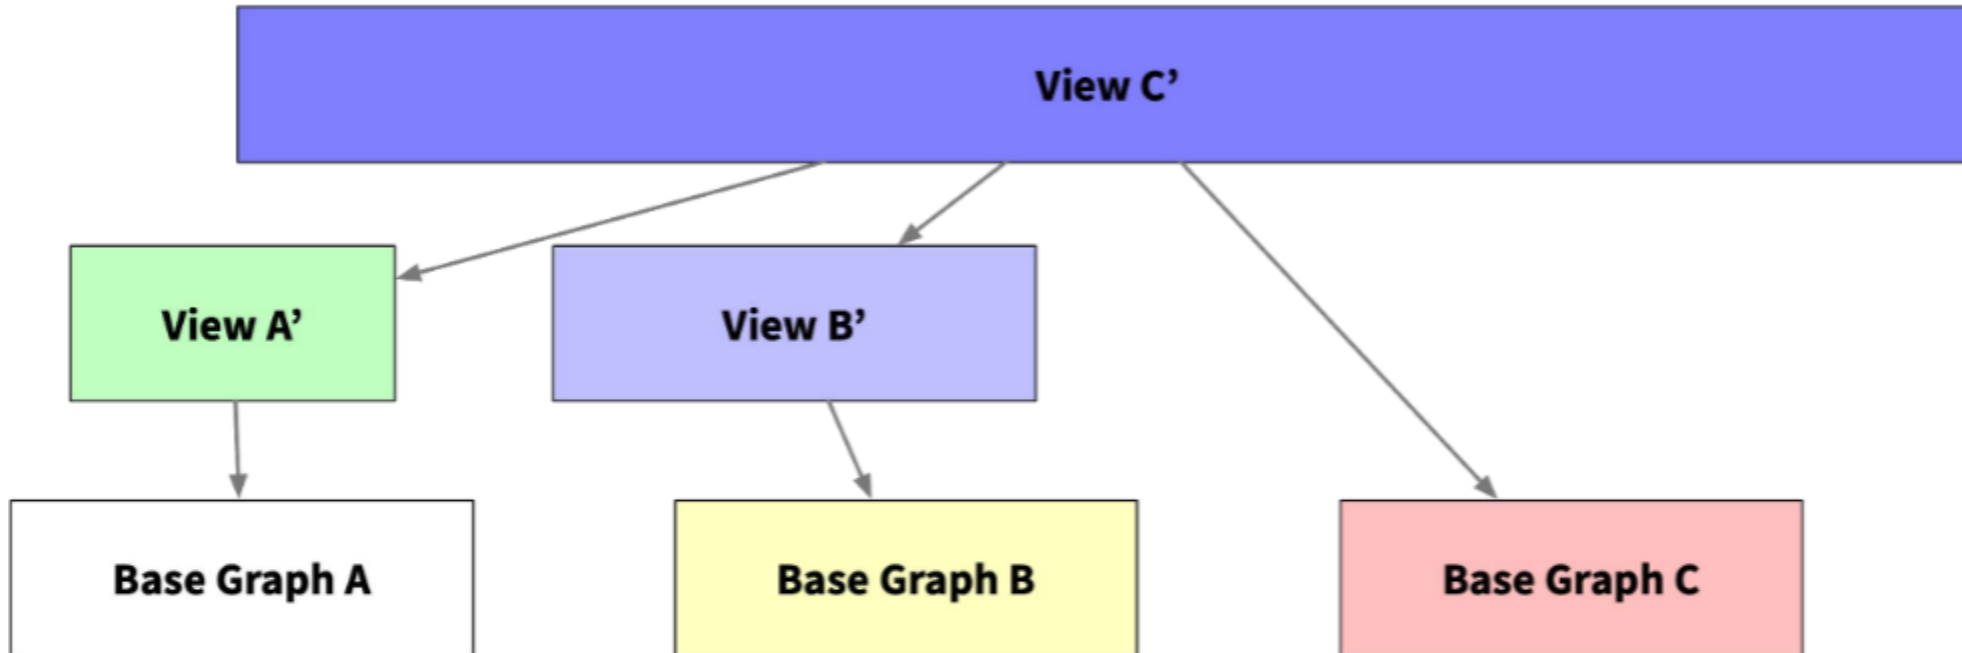 View C’
View A’
View B’
Base Graph A
Base Graph B
Base Graph C